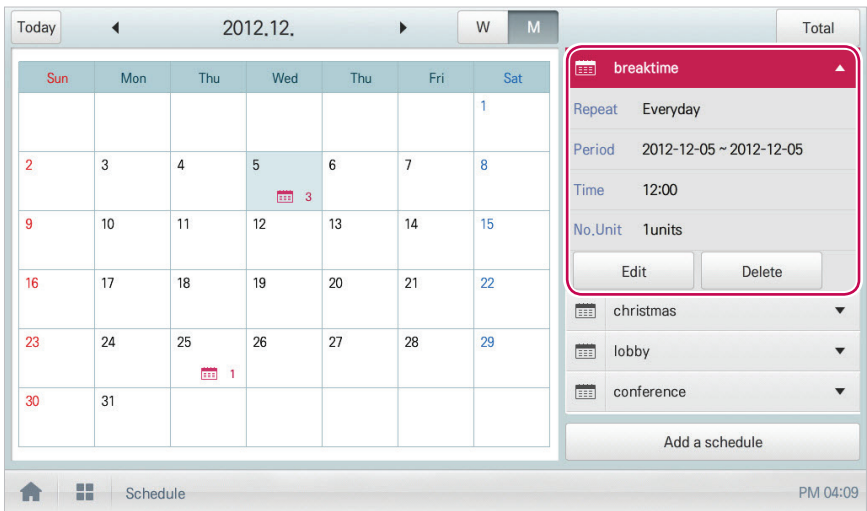 Today 2012.12. W M Total
Sun Mon Thu Wed Thu Fri Sat
1
2 3 4 5 6 7 8
3
9 10 11 12 13 14 15
16 17 18 19 20 21 22
23 24 25 26 27 28 29
1
30 31
breaktime
Repeat Everyday
Period 2012-12-05 ~ 2012-12-05
Time 12:00
No.Unit 1units
Edit Delete
christmas
lobby
conference
Add a schedule
Schedule PM 04:09